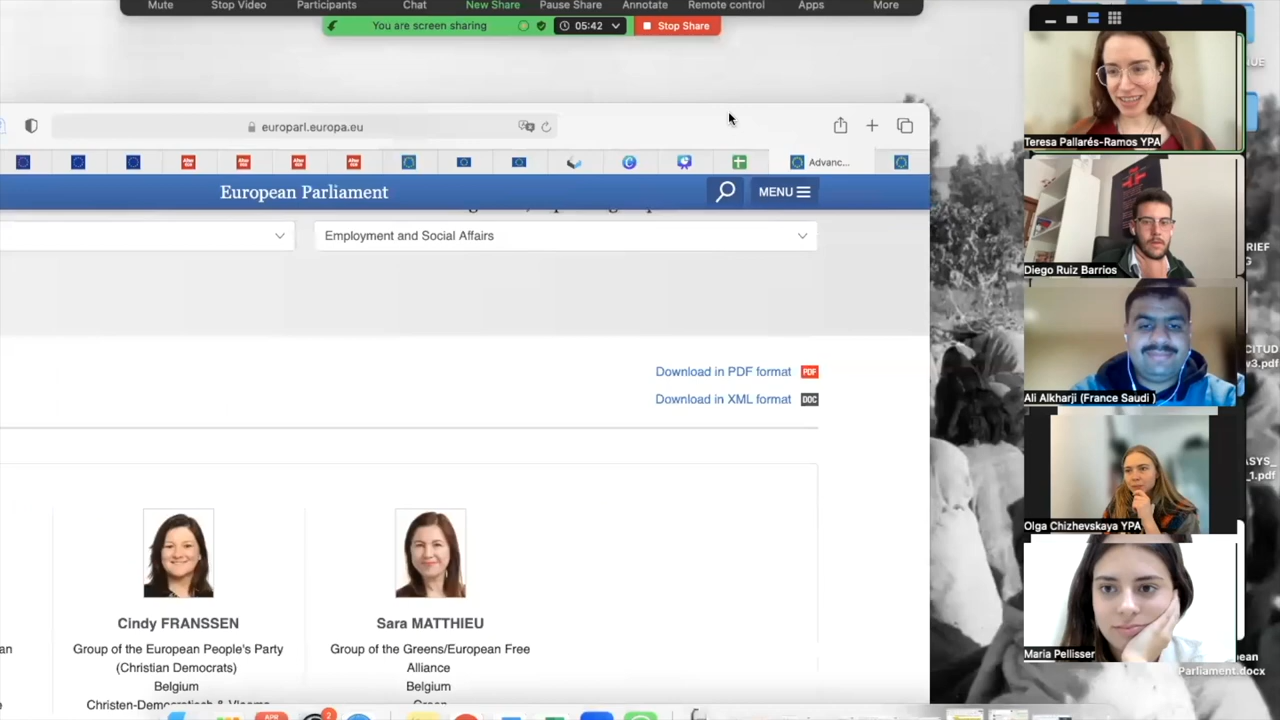 Mute Stop Video Participants Chat New Share Pause Share Annotate Remote control Apps More
You are screen sharing 05:42 Stop Share
europarl.europa.eu
Advanc...
European Parliament MENU
Employment and Social Affairs
Download in PDF format PDF
Download in XML format DOC
Cindy FRANSSEN
Group of the European People's Party
(Christian Democrats)
Belgium
Sara MATTHIEU
Group of the Greens/European Free
Alliance
Belgium
Teresa Pallarés-Ramos YPA
Diego Ruiz Barrios
Ali Alkharji (France Saudi )
Olga Chizhevskaya YPA
Maria Pellisser
Parliament.docx
APR
2